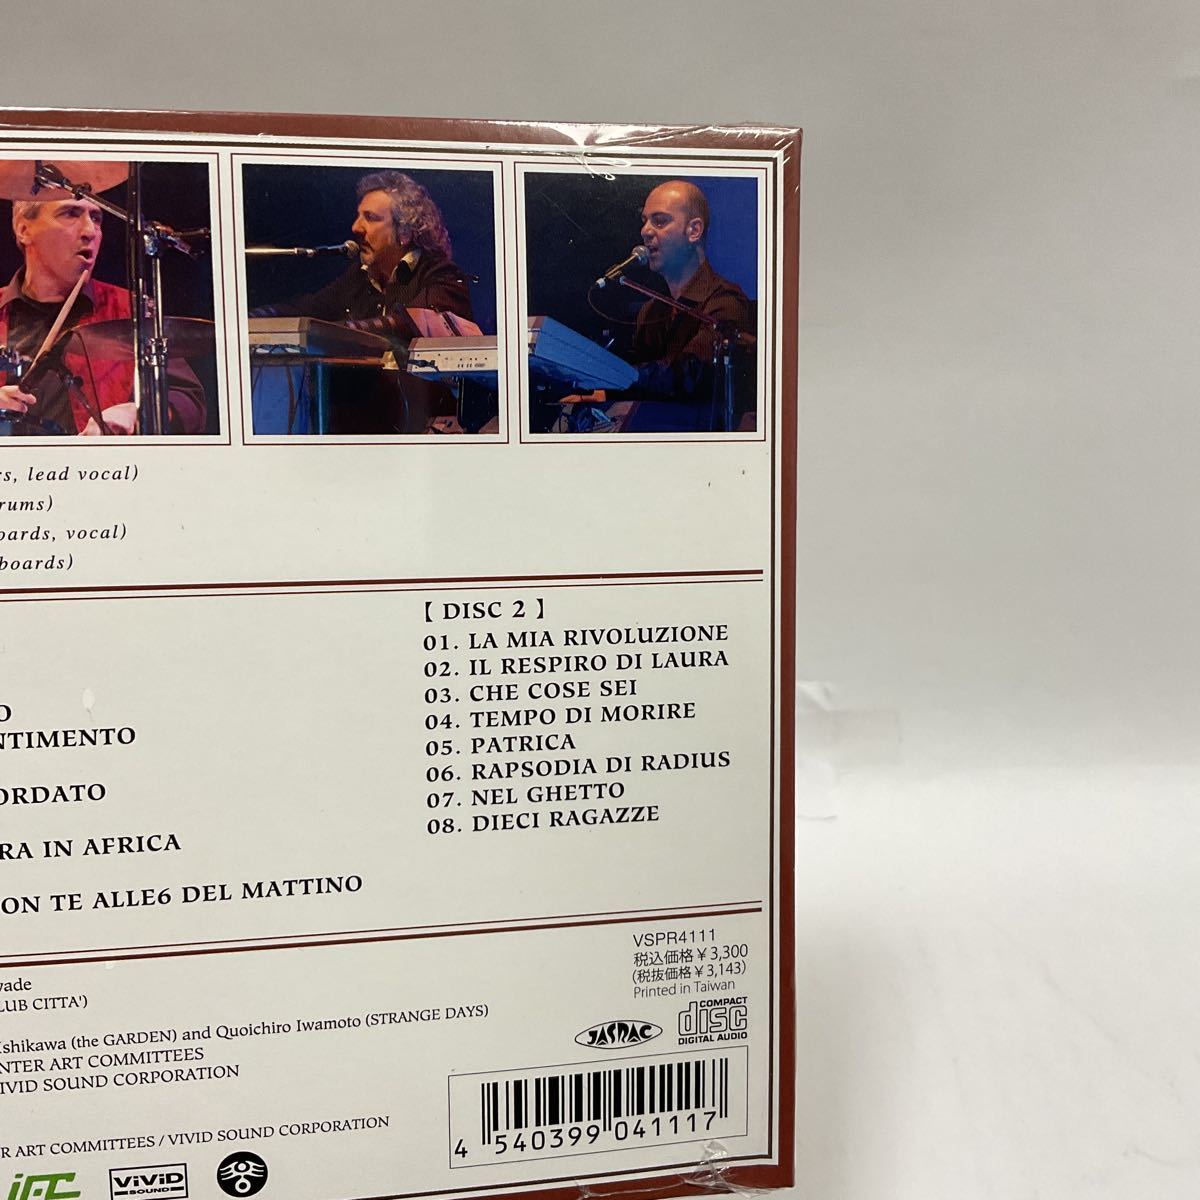 rs, lead vocal)
rums)
oards, vocal)
boards)
O
NTIMENTO
ORDATO
RA IN AFRICA
ON TE ALLE6 DEL MATTINO
【 DISC 2 】
01. LA MIA RIVOLUZIONE
02. IL RESPIRO DI LAURA
03. CHE COSE SEI
04. TEMPO DI MORIRE
05. PATRICA
06. RAPSODIA DI RADIUS
07. NEL GHETTO
08. DIECI RAGAZZE
wade
LUB CITTA')
Ishikawa (the GARDEN) and Quoichiro Iwamoto (STRANGE DAYS)
NTER ART COMMITTEES
VIVID SOUND CORPORATION
ER ART COMMITTEES / VIVID SOUND CORPORATION
VSPR4111
税込価格￥3,300
(税抜価格￥3,143)
Printed in Taiwan
JASRAC
COMPACT
disc
DIGITAL AUDIO
4 540399 041117
VIVID
SOUND